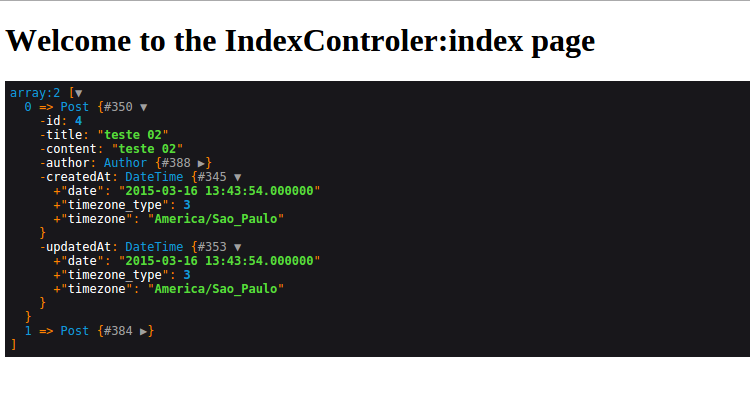 Welcome to the IndexControler:index page
array:2 [▼
  0 => Post {#350 ▼
    -id: 4
    -title: "teste 02"
    -content: "teste 02"
    -author: Author {#388 ▶}
    -createdAt: DateTime {#345 ▼
      +"date": "2015-03-16 13:43:54.000000"
      +"timezone_type": 3
      +"timezone": "America/Sao_Paulo"
    }
    -updatedAt: DateTime {#353 ▼
      +"date": "2015-03-16 13:43:54.000000"
      +"timezone_type": 3
      +"timezone": "America/Sao_Paulo"
    }
  }
  1 => Post {#384 ▶}
]